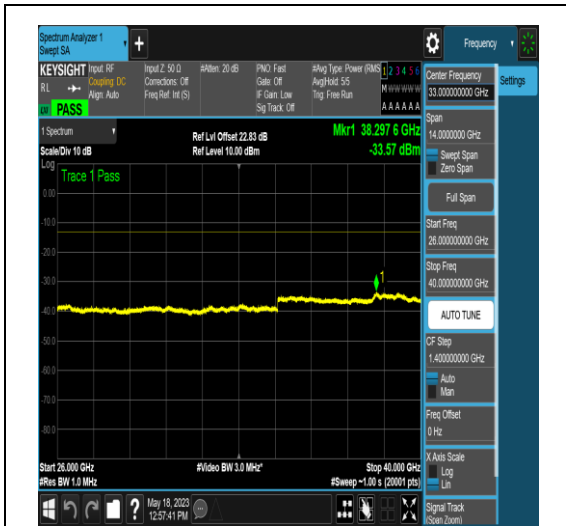 Spectrum Analyzer 1
Swept SA
Frequency
KEYSIGHT
RL
PASS
Input: RF
Coupling: DC
Align: Auto
Input Z: 50 Ω
Corrections: Off
Freq Ref: Int (S)
#Atten: 20 dB
PNO: Fast
Gate: Off
IF Gain: Low
Sig Track: Off
#Avg Type: Power (RMS
Avg|Hold: 5/5
Trig: Free Run
1 2 3 4 5 6
M W W W W W
A A A A A A
1 Spectrum
Scale/Div 10 dB
Ref Lvl Offset 22.83 dB
Ref Level 10.00 dBm
Mkr1 38.297 6 GHz
-33.57 dBm
Log
Trace 1 Pass
0.00
-10.0
-20.0
-30.0
-40.0
-50.0
-60.0
-70.0
-80.0
1
Start 26.000 GHz
#Res BW 1.0 MHz
#Video BW 3.0 MHz*
Stop 40.000 GHz
#Sweep ~1.00 s (20001 pts)
May 18, 2023
12:57:41 PM
Center Frequency
33.000000000 GHz
Settings
Span
14.0000000 GHz
Swept Span
Zero Span
Full Span
Start Freq
26.000000000 GHz
Stop Freq
40.000000000 GHz
AUTO TUNE
CF Step
1.400000000 GHz
Auto
Man
Freq Offset
0 Hz
X Axis Scale
Log
Lin
Signal Track
(Span Zoom)